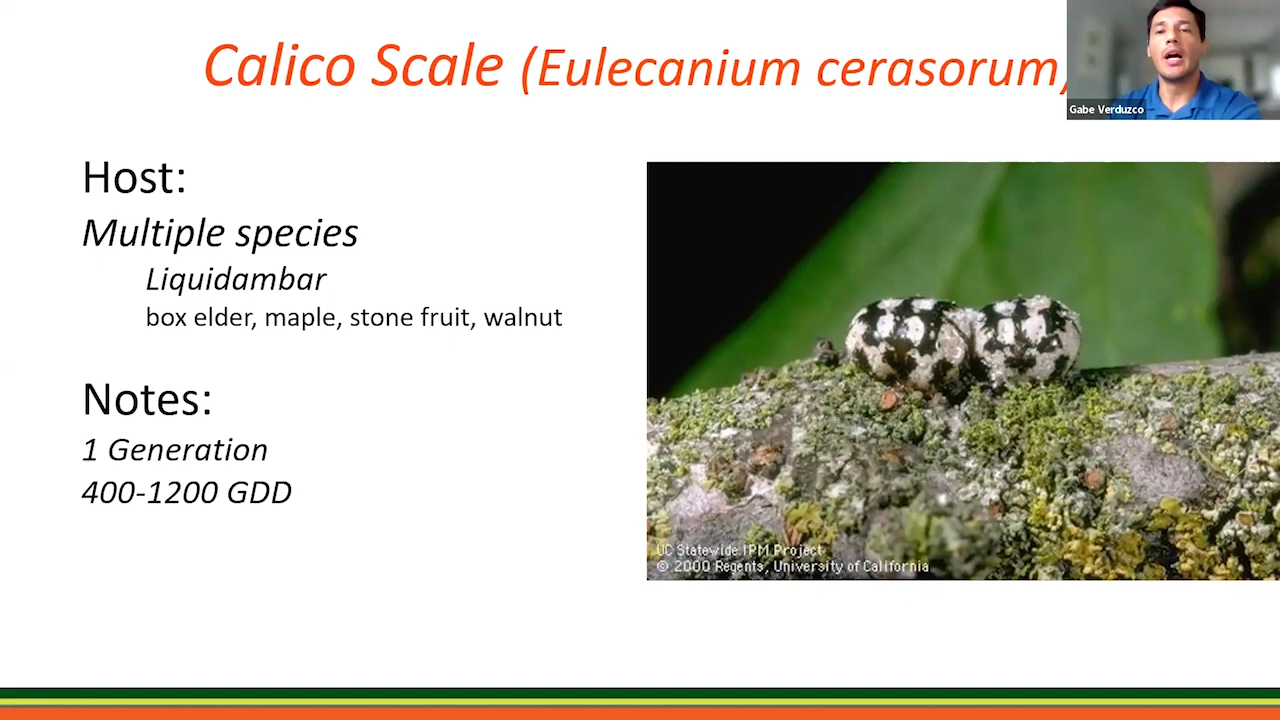 Calico Scale (Eulecanium cerasorum)
Gabe Verduzco
Host:
Multiple species
Liquidambar
box elder, maple, stone fruit, walnut
Notes:
1 Generation
400-1200 GDD
UC Statewide IPM Project
© 2000 Regents, University of California